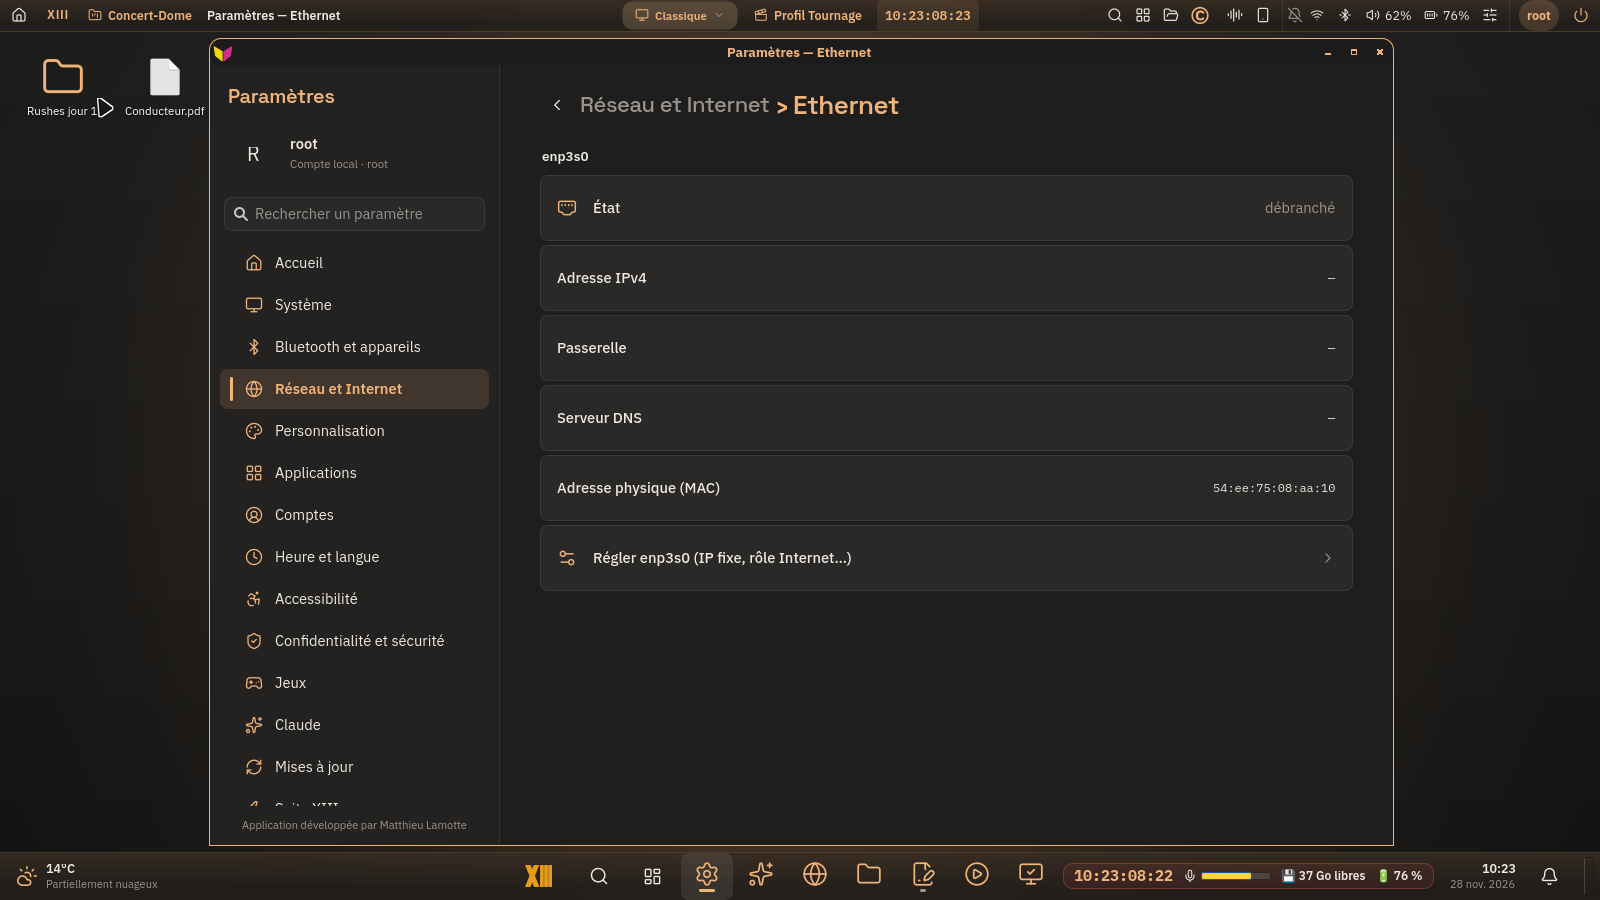 XIII
Concert-Dome
Paramètres — Ethernet
Classique
Profil Tournage
10:23:08:23
62%
76%
root
Rushes jour 1
Conducteur.pdf
Paramètres — Ethernet
Paramètres
R
root
Compte local · root
Rechercher un paramètre
Accueil
Système
Bluetooth et appareils
Réseau et Internet
Personnalisation
Applications
Comptes
Heure et langue
Accessibilité
Confidentialité et sécurité
Jeux
Claude
Mises à jour
Suite XIII
Application développée par Matthieu Lamotte
Réseau et Internet > Ethernet
enp3s0
État
débranché
Adresse IPv4
–
Passerelle
–
Serveur DNS
–
Adresse physique (MAC)
54:ee:75:08:aa:10
Régler enp3s0 (IP fixe, rôle Internet...)
14°C
Partiellement nuageux
XIII
10:23:08:22
37 Go libres
76 %
10:23
28 nov. 2026